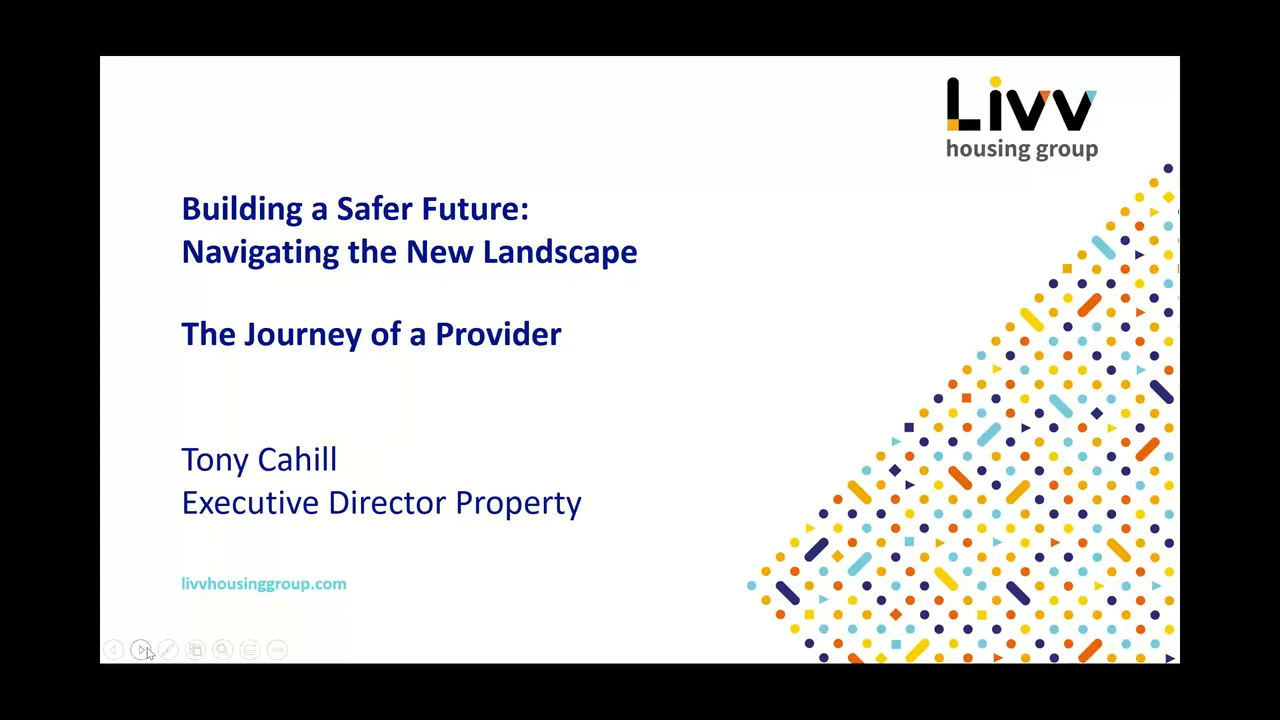 Livv
housing group
Building a Safer Future:
Navigating the New Landscape
The Journey of a Provider
Tony Cahill
Executive Director Property
livvhousinggroup.com